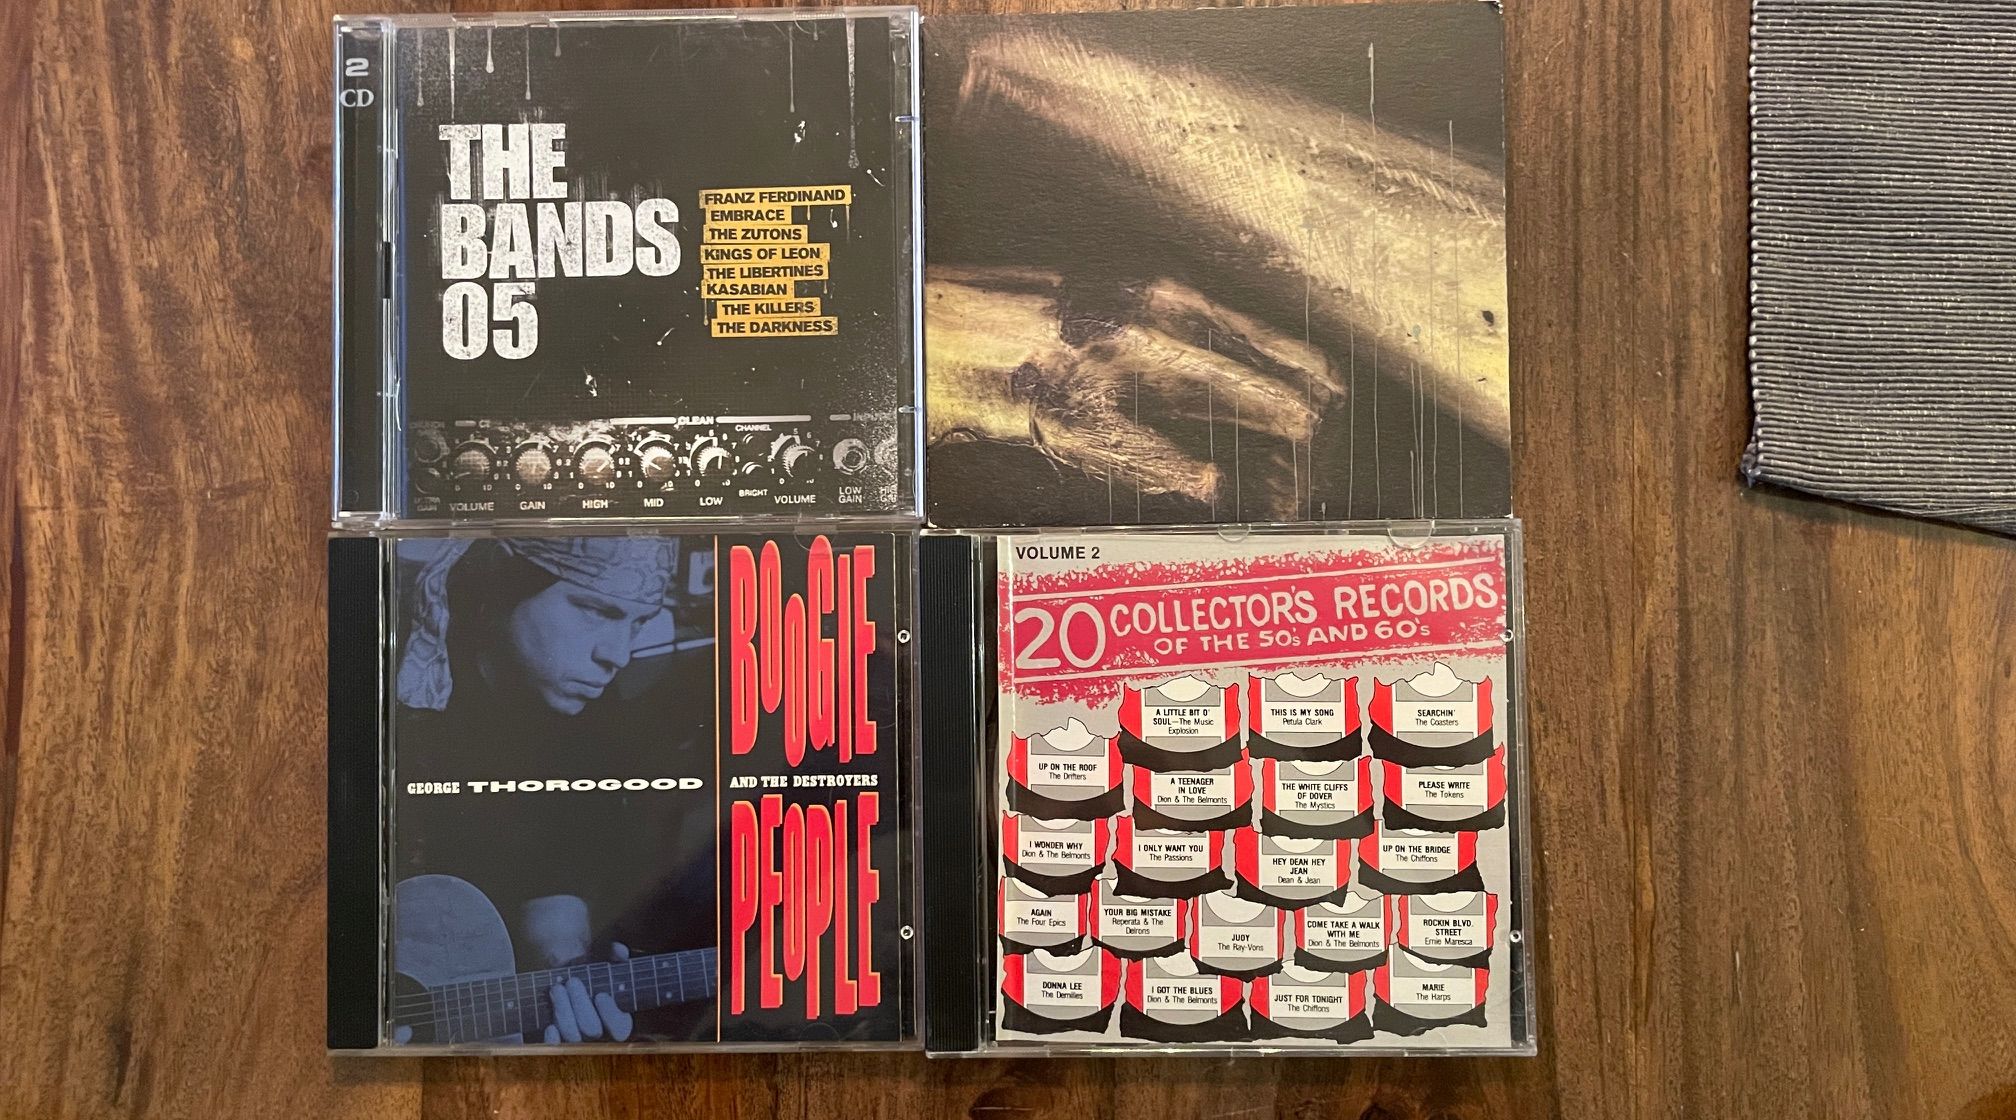 2
CD
THE
BANDS
05
FRANZ FERDINAND
EMBRACE
THE ZUTONS
KINGS OF LEON
THE LIBERTINES
KASABIAN
THE KILLERS
THE DARKNESS
CLEAN
CHANNEL
VOLUME
GAIN
HIGH
MID
LOW
BRIGHT
VOLUME
LOW
GAIN
BOOGIE
GEORGE THOROGOOD
AND THE DESTROYERS
PEOPLE
VOLUME 2
20 COLLECTOR'S RECORDS
OF THE 50's AND 60's
A LITTLE BIT O'
SOUL—The Music
Explosion
THIS IS MY SONG
Petula Clark
SEARCHIN'
The Coasters
UP ON THE ROOF
The Drifters
A TEENAGER
IN LOVE
Dion & The Belmonts
THE WHITE CLIFFS
OF DOVER
The Mystics
PLEASE WRITE
The Tokens
I WONDER WHY
Dion & The Belmonts
I ONLY WANT YOU
The Passions
HEY DEAN HEY
JEAN
Dean & Jean
UP ON THE BRIDGE
The Chiffons
AGAIN
The Four Epics
YOUR BIG MISTAKE
Reperata & The
Delrons
JUDY
The Ray-Vons
COME TAKE A WALK
WITH ME
Dion & The Belmonts
ROCKIN BLVD.
STREET
Ernie Maresca
DONNA LEE
The Demilles
I GOT THE BLUES
Dion & The Belmonts
JUST FOR TONIGHT
The Chiffons
MARIE
The Harps